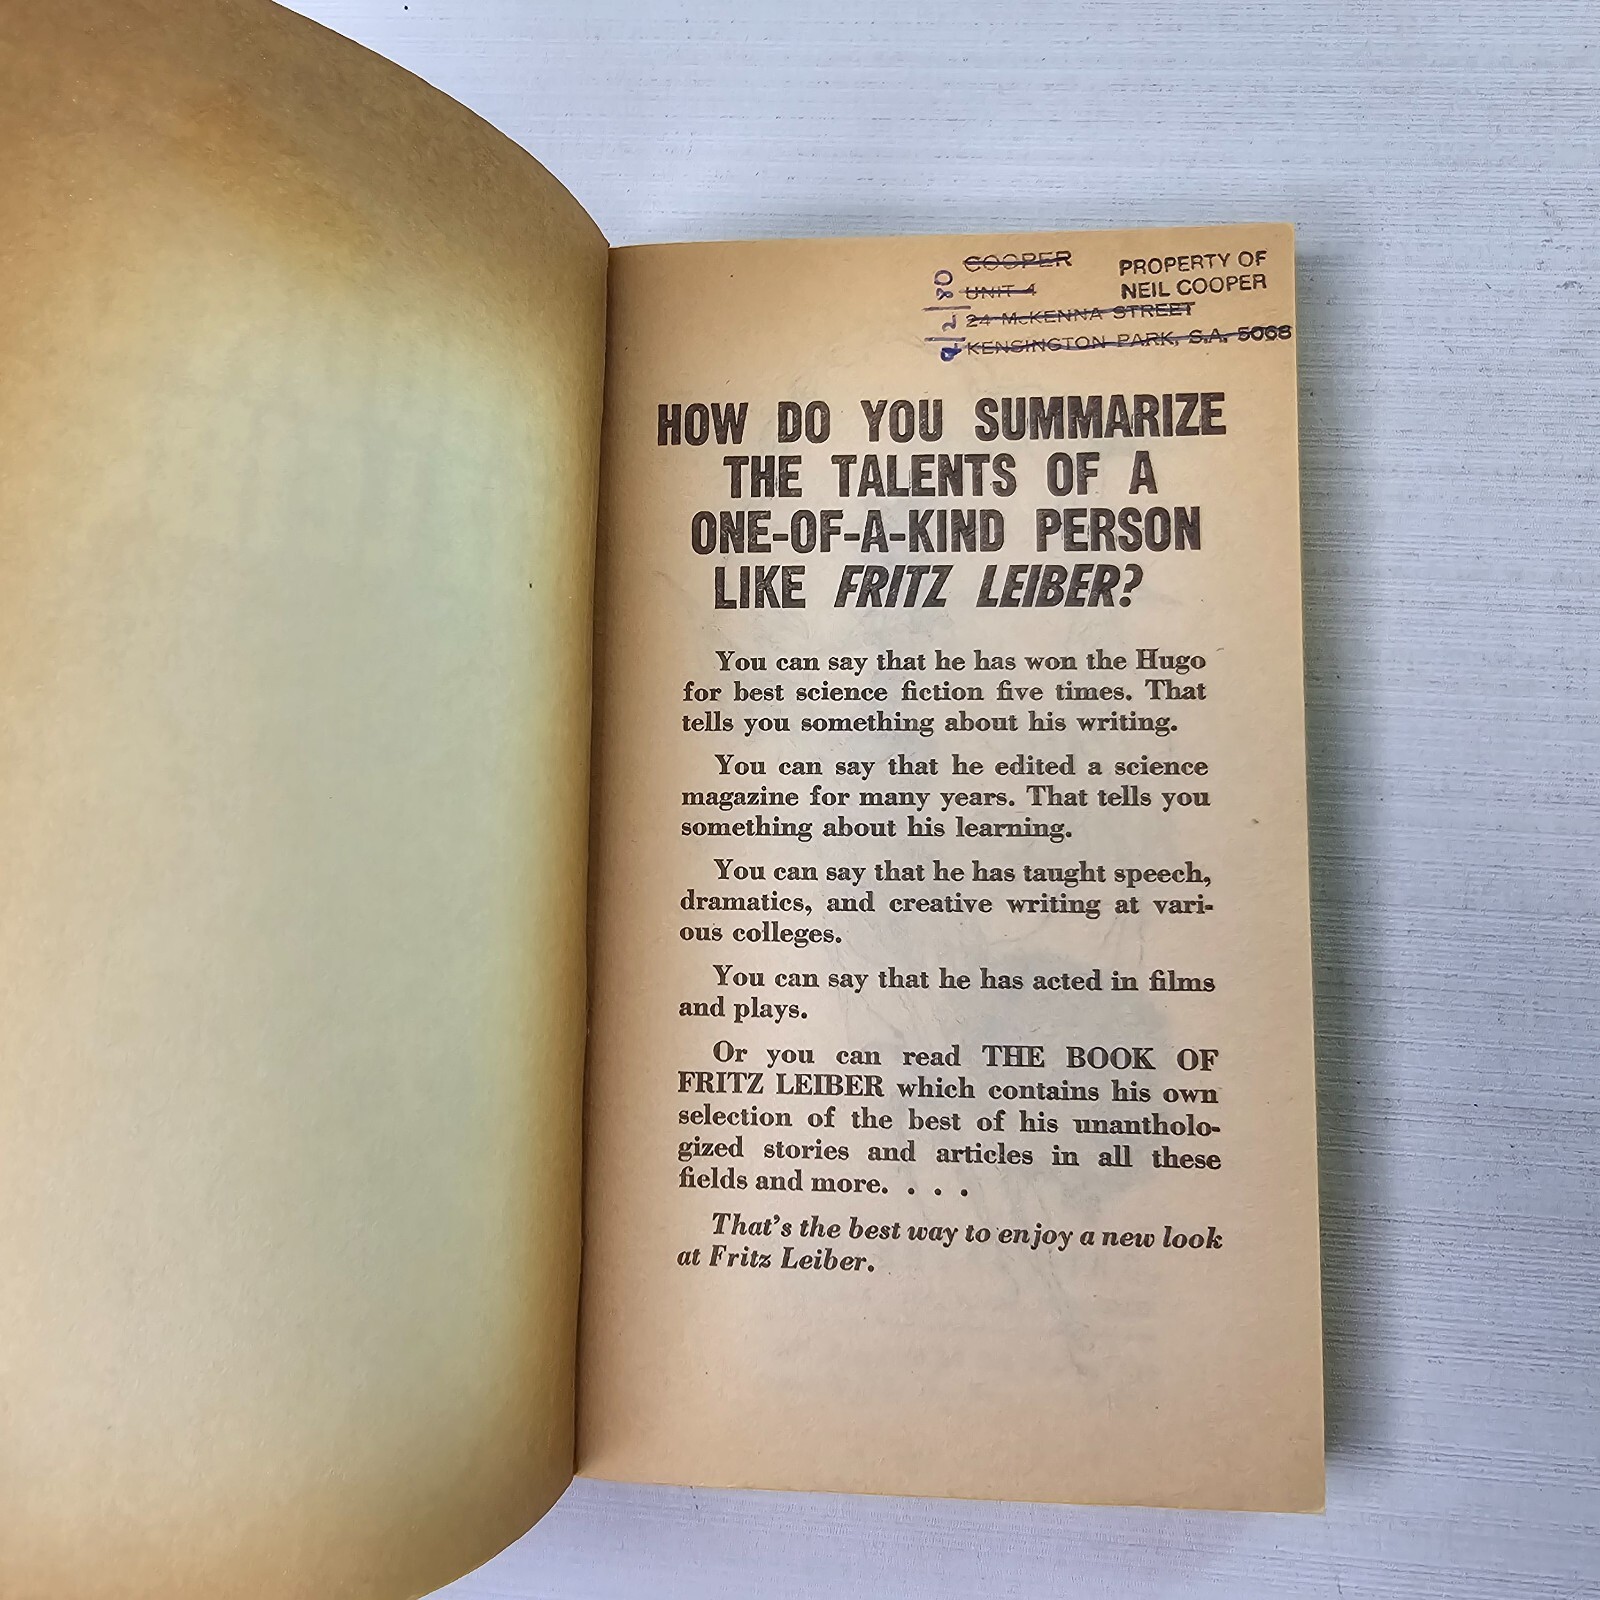 COOPER
UNIT 4
24 McKENNA STREET
KENSINGTON PARK, S.A. 5068
PROPERTY OF
NEIL COOPER
9/2/80
HOW DO YOU SUMMARIZE
THE TALENTS OF A
ONE-OF-A-KIND PERSON
LIKE FRITZ LEIBER?
You can say that he has won the Hugo
for best science fiction five times. That
tells you something about his writing.
You can say that he edited a science
magazine for many years. That tells you
something about his learning.
You can say that he has taught speech,
dramatics, and creative writing at vari-
ous colleges.
You can say that he has acted in films
and plays.
Or you can read THE BOOK OF
FRITZ LEIBER which contains his own
selection of the best of his unantholo-
gized stories and articles in all these
fields and more. . . .
That's the best way to enjoy a new look
at Fritz Leiber.